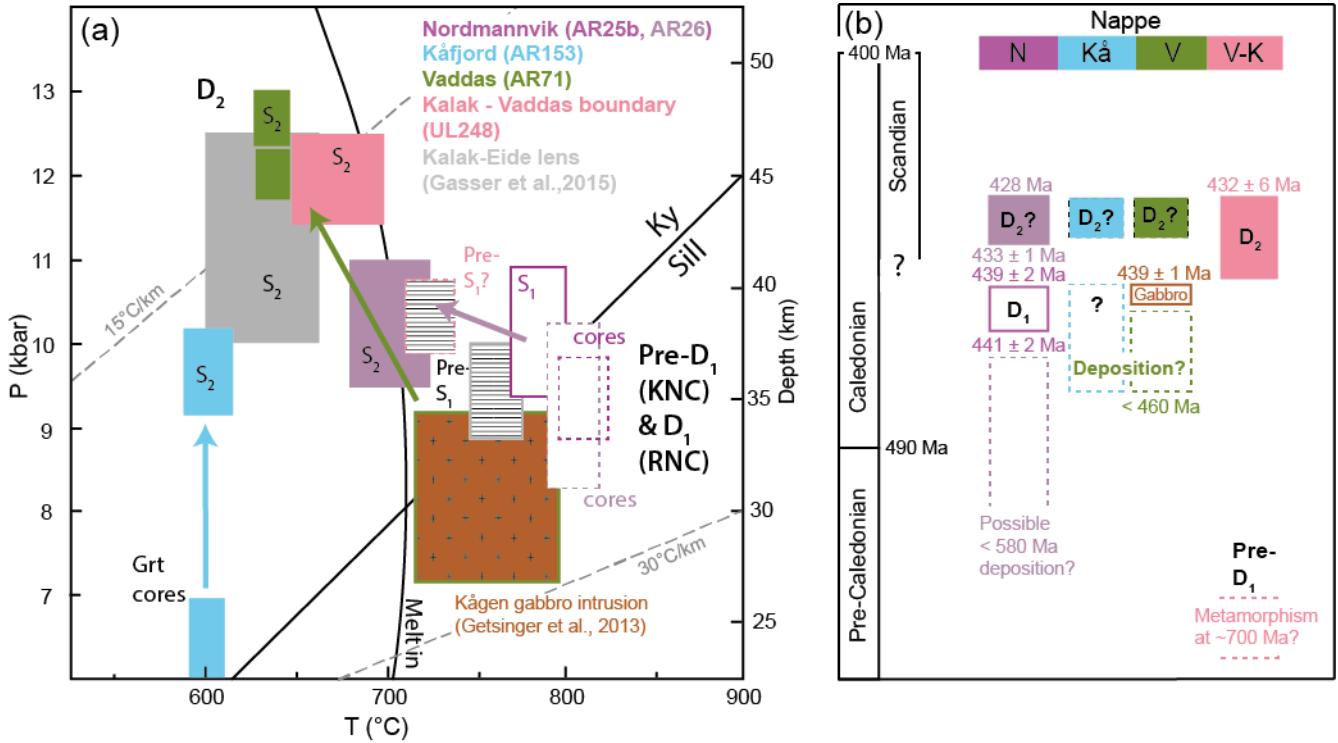 (a)
Nordmannvik (AR25b, AR26)
Kåfjord (AR153)
Vaddas (AR71)
Kalak - Vaddas boundary
(UL248)
Kalak-Eide lens
(Gasser et al.,2015)
D2
S2
S2
S2
S2
S2
S2
Pre-
S1?
S1
Pre-
S1
cores
cores
Ky
Sill
Pre-D1
(KNC)
& D1
(RNC)
15°C/km
30°C/km
Grt
cores
Melt in
Kågen gabbro intrusion
(Getsinger et al., 2013)
P (kbar)
13
12
11
10
9
8
7
600
700
800
900
T (°C)
Depth (km)
50
45
40
35
30
25
(b)
Nappe
N
Kå
V
V-K
400 Ma
490 Ma
Scandian
?
Caledonian
Pre-Caledonian
428 Ma
D2?
433 ± 1 Ma
439 ± 2 Ma
D1
441 ± 2 Ma
Possible
< 580 Ma
deposition?
D2?
?
Deposition?
D2?
439 ± 1 Ma
Gabbro
< 460 Ma
432 ± 6 Ma
D2
Pre-
D1
Metamorphism
at ~700 Ma?